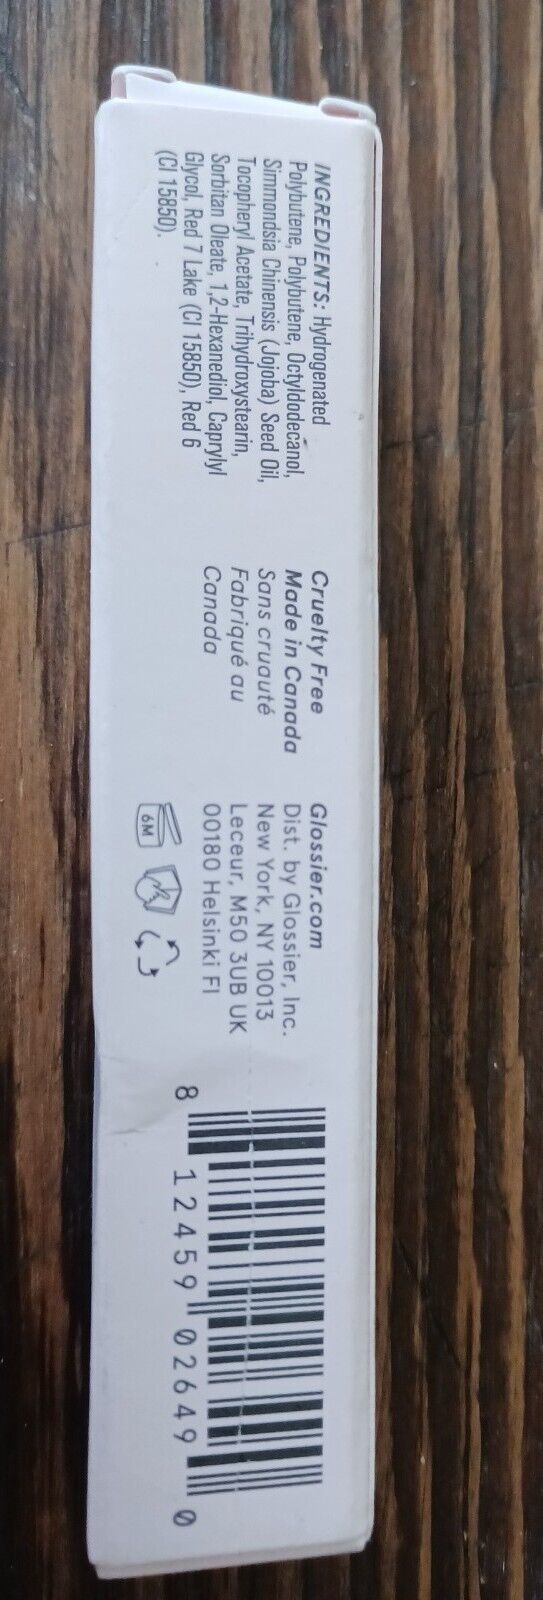 INGREDIENTS: Hydrogenated
Polybutene, Polybutene, Octyldodecanol,
Simmondsia Chinensis (Jojoba) Seed Oil,
Tocopheryl Acetate, Trihydroxystearin,
Sorbitan Oleate, 1,2-Hexanediol, Caprylyl
Glycol, Red 7 Lake (CI 15850), Red 6
(CI 15850).
Cruelty Free
Made in Canada
Sans cruauté
Fabriqué au
Canada
Glossier.com
Dist. by Glossier, Inc.
New York, NY 10013
Leceur, M50 3UB UK
00180 Helsinki FI
6M
8 12459 02649 0